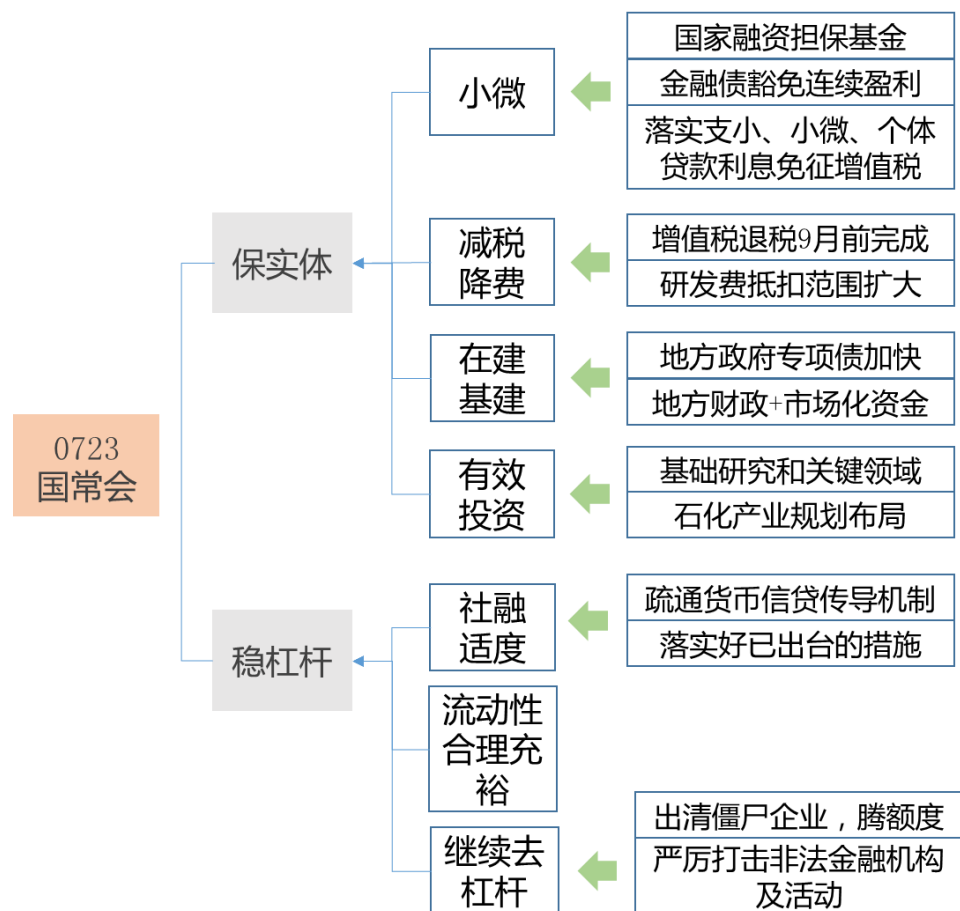 0723
国常会
保实体
小微
国家融资担保基金
金融债豁免连续盈利
落实支小、小微、个体
贷款利息免征增值税
减税
降费
增值税退税9月前完成
研发费抵扣范围扩大
在建
基建
地方政府专项债加快
地方财政+市场化资金
有效
投资
基础研究和关键领域
石化产业规划布局
稳杠杆
社融
适度
疏通货币信贷传导机制
落实好已出台的措施
流动性
合理充
裕
继续去
杠杆
出清僵尸企业，腾额度
严厉打击非法金融机构
及活动